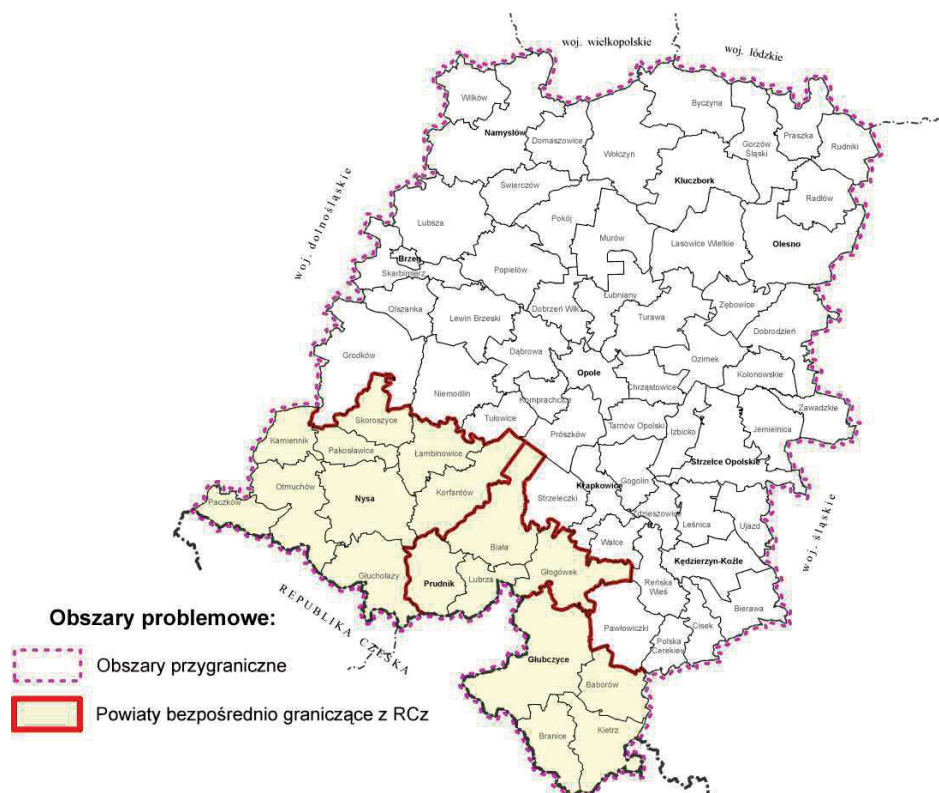 woj. wielkopolskie
woj. łódzkie
Wilków
Byczyna
Namysłów
Domaszowice
Wołczyn
Gorzów
Śląski
Praszka
Rudniki
Kluczbork
Radłów
Świerczów
woj. dolnośląskie
Lubsza
Pokój
Murów
Lasowice Wielkie
Olesno
Brzeg
Skarbimierz
Popielów
Olszanka
Lewin Brzeski
Dobrzeń Wlk.
Łubniany
Turawa
Zębowice
Dobrodzień
Grodków
Dąbrowa
Opole
Ozimek
Kolonowskie
Niemodlin
Komprachcice
Chrząstowice
Zawadzkie
Skoroszyce
Tułowice
Prószków
Tarnów Opolski
Izbicko
Jemielnica
Kamiennik
Pakosławice
Łambinowice
Strzelce Opolskie
Otmuchów
Nysa
Korfantów
Strzeleczki
Krapkowice
Gogolin
Paczków
Zdzieszowice
Leśnica
Ujazd
woj. śląskie
Biała
Walce
Kędzierzyn-Koźle
Głuchołazy
Prudnik
Lubrza
Głogówek
Reńska
Wieś
Bierawa
REPUBLIKA CZESKA
Pawłowiczki
Polska
Cerekiew
Cisek
Głubczyce
Baborów
Branice
Kietrz
Obszary problemowe:
Obszary przygraniczne
Powiaty bezpośrednio graniczące z RCz